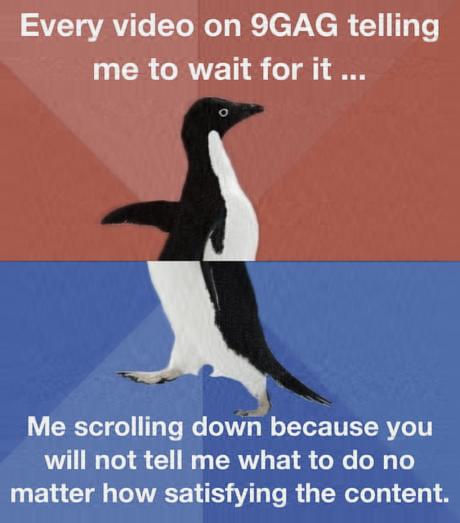 Every video on 9GAG telling
me to wait for it ...
Me scrolling down because you
will not tell me what to do no
matter how satisfying the content.